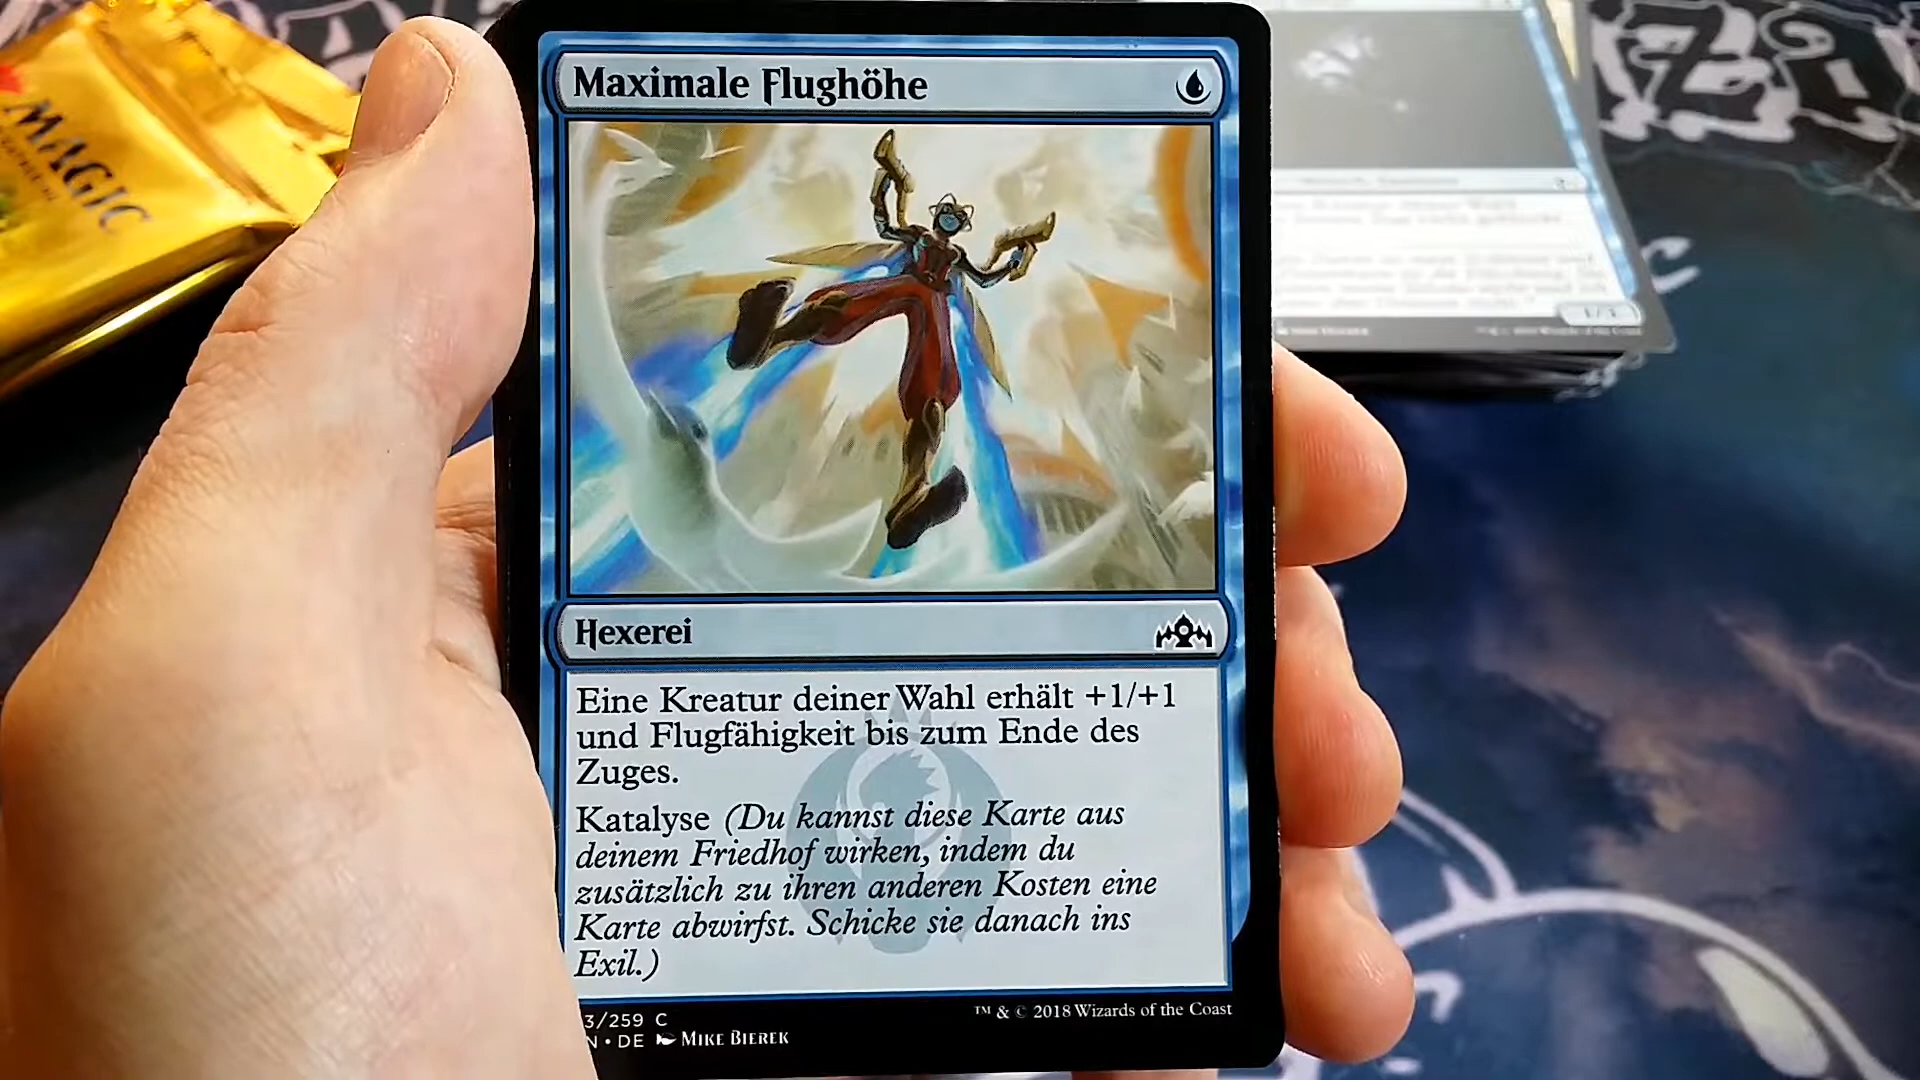 MAGIC
Maximale Flughöhe
Hexerei
Eine Kreatur deiner Wahl erhält +1/+1
und Flugfähigkeit bis zum Ende des
Zuges.
Katalyse (Du kannst diese Karte aus
deinem Friedhof wirken, indem du
zusätzlich zu ihren anderen Kosten eine
Karte abwirfst. Schicke sie danach ins
Exil.)
3/259 C
N • DE MIKE BIEREK
™ & © 2018 Wizards of the Coast
1/1